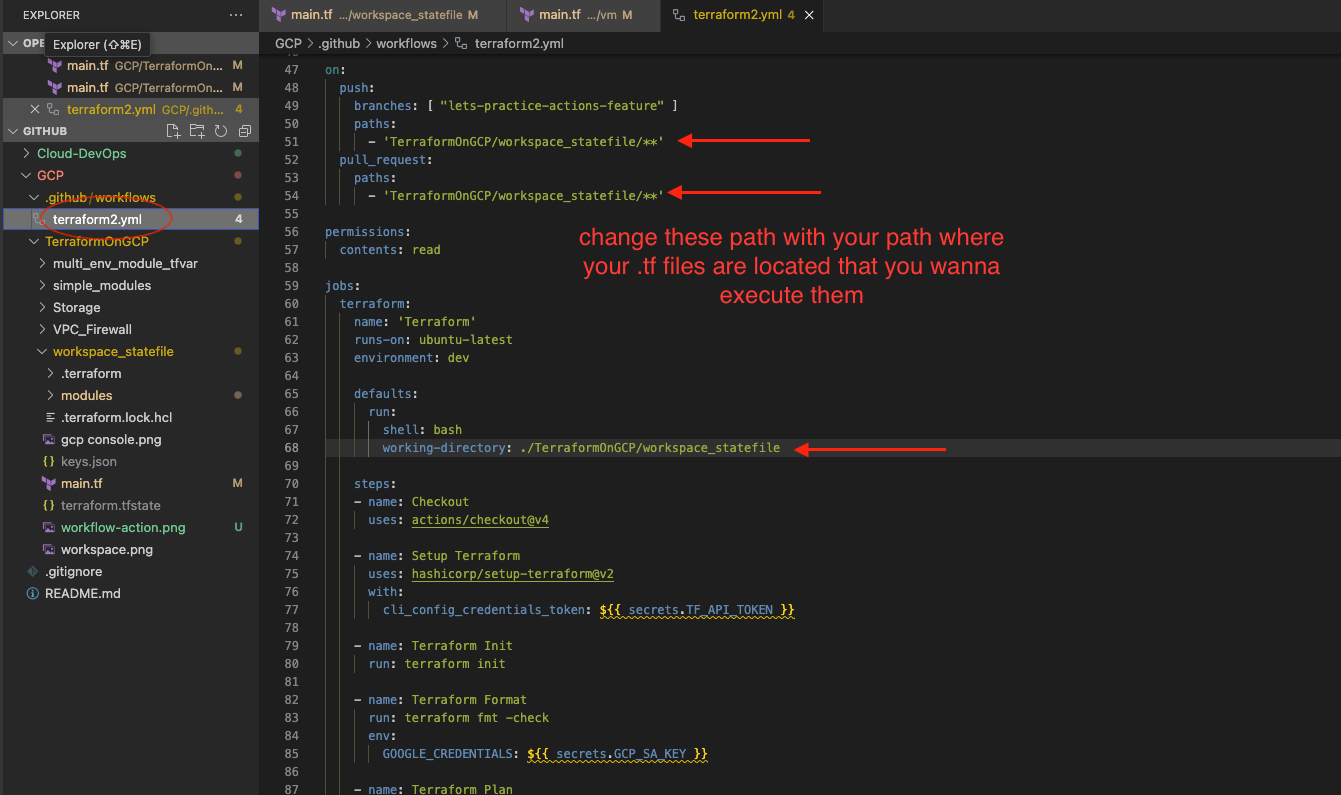 EXPLORER ...
OPE
Explorer (⇧⌘E)
main.tf GCP/TerraformOn... M
main.tf GCP/TerraformOn... M
terraform2.yml GCP/.gith... 4
GITHUB
Cloud-DevOps
GCP
.github/workflows
terraform2.yml 4
TerraformOnGCP
multi_env_module_tfvar
simple_modules
Storage
VPC_Firewall
workspace_statefile
.terraform
modules
.terraform.lock.hcl
gcp console.png
{} keys.json
main.tf M
{} terraform.tfstate
workflow-action.png U
workspace.png
.gitignore
README.md
main.tf .../workspace_statefile M
main.tf .../vm M
terraform2.yml 4
GCP > .github > workflows > terraform2.yml
47 on:
48 push:
49 branches: [ "lets-practice-actions-feature" ]
50 paths:
51 - 'TerraformOnGCP/workspace_statefile/**'
52 pull_request:
53 paths:
54 - 'TerraformOnGCP/workspace_statefile/**'
55
56 permissions:
57 contents: read
58
59 jobs:
60 terraform:
61 name: 'Terraform'
62 runs-on: ubuntu-latest
63 environment: dev
64
65 defaults:
66 run:
67 shell: bash
68 working-directory: ./TerraformOnGCP/workspace_statefile
69
70 steps:
71 - name: Checkout
72 uses: actions/checkout@v4
73
74 - name: Setup Terraform
75 uses: hashicorp/setup-terraform@v2
76 with:
77 cli_config_credentials_token: ${{ secrets.TF_API_TOKEN }}
78
79 - name: Terraform Init
80 run: terraform init
81
82 - name: Terraform Format
83 run: terraform fmt -check
84 env:
85 GOOGLE_CREDENTIALS: ${{ secrets.GCP_SA_KEY }}
86
87 - name: Terraform Plan
change these path with your path where
your .tf files are located that you wanna
execute them